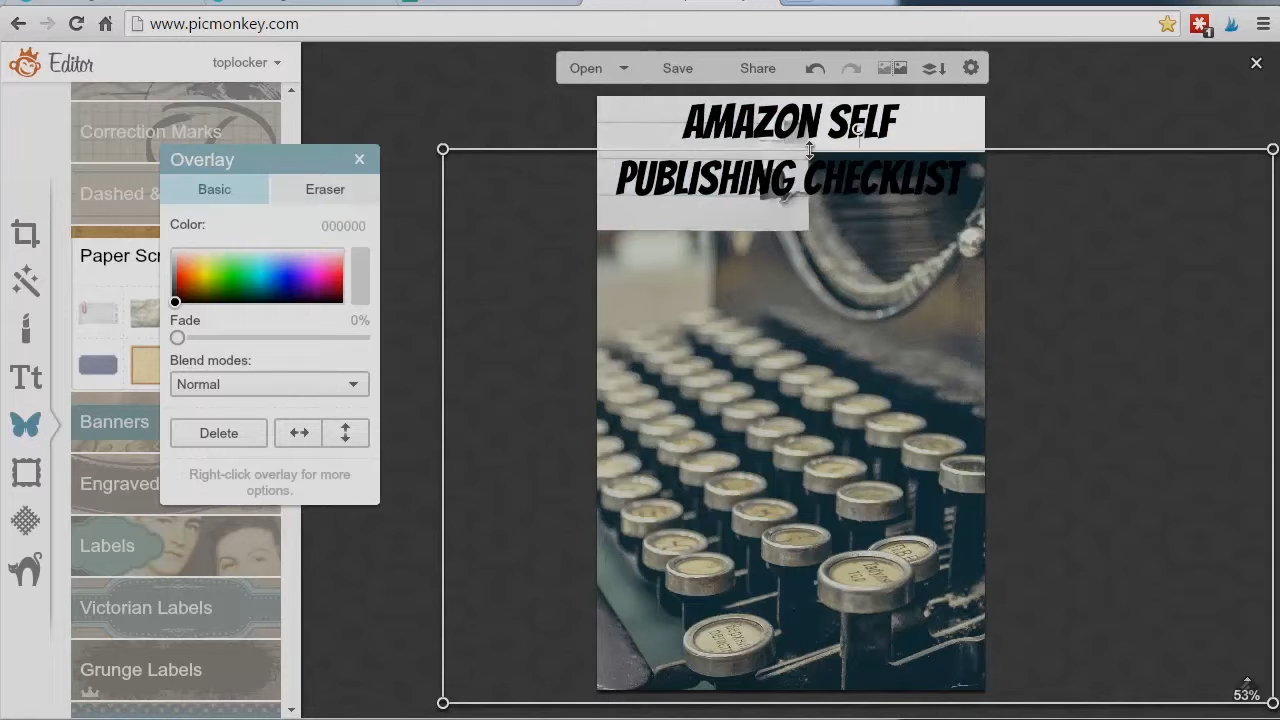 www.picmonkey.com
1
Editor
toplocker
Open
Save
Share
Correction Marks
Dashed &
Paper Scr
Banners
Engraved
Labels
Victorian Labels
Grunge Labels
Tt
Overlay
Basic
Eraser
Color:
000000
Fade
0%
Blend modes:
Normal
Delete
Right-click overlay for more
options.
AMAZON SELF
PUBLISHING CHECKLIST
53%